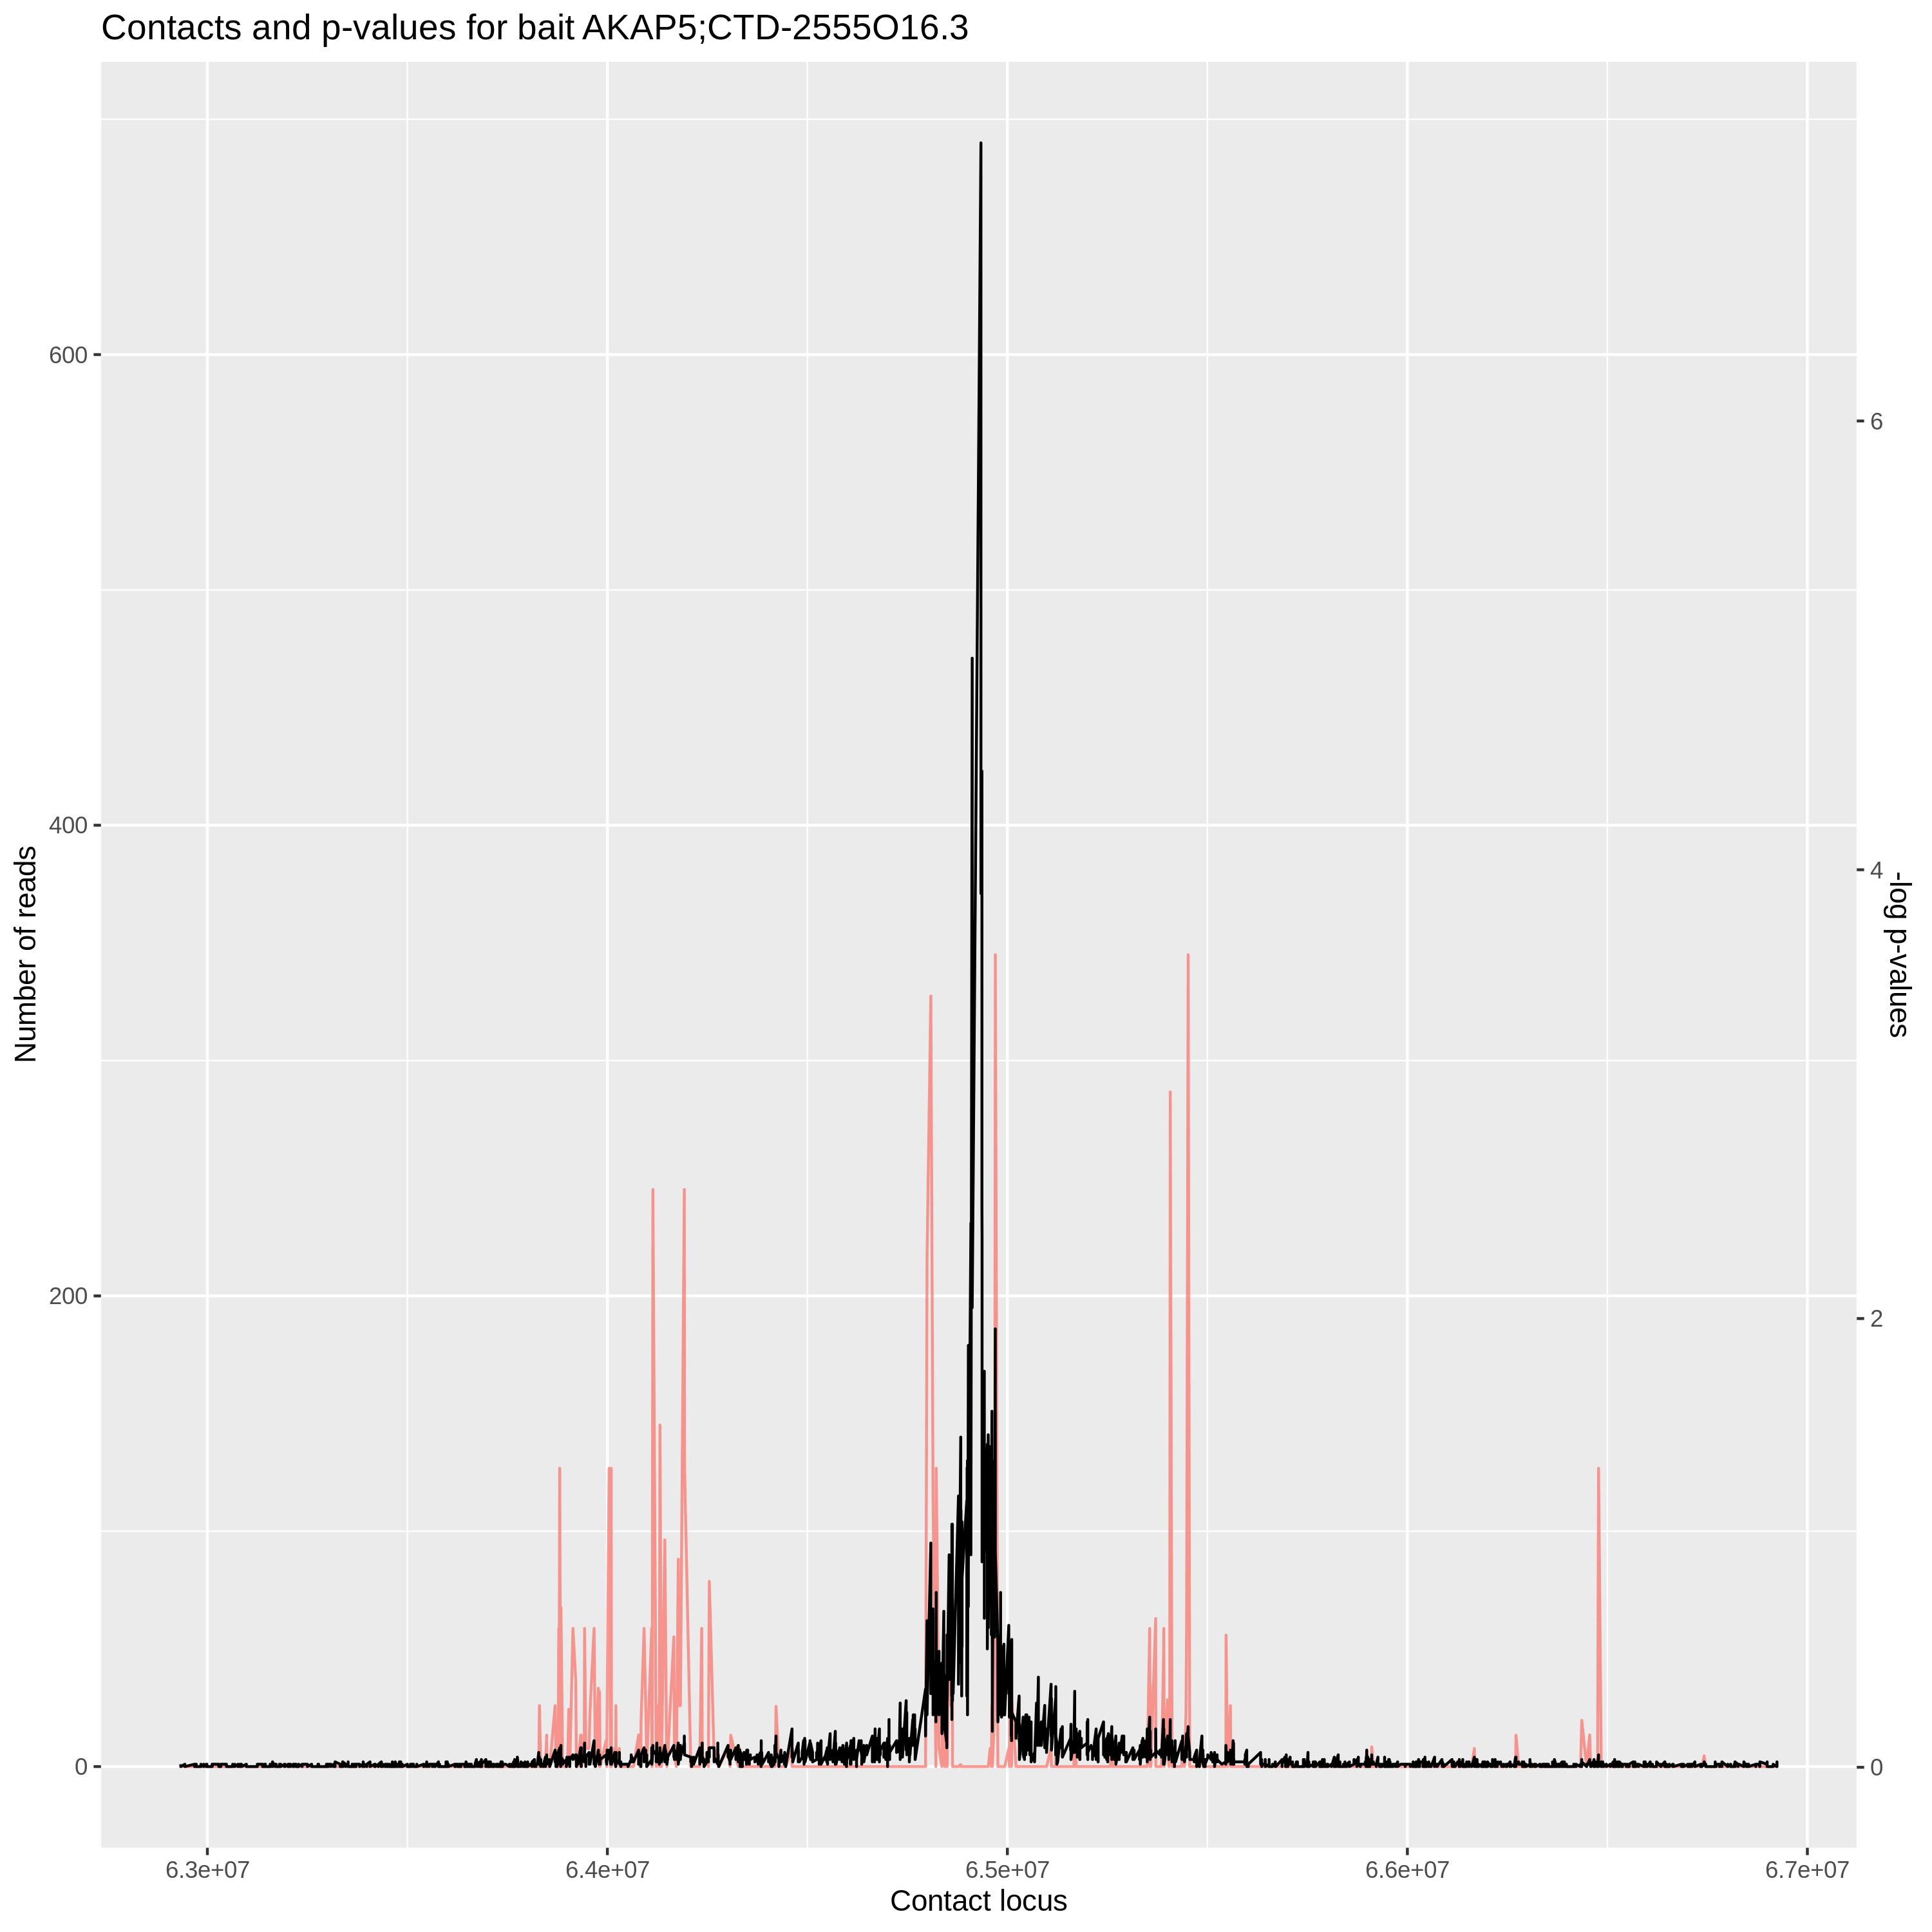 Contacts and p-values for bait AKAP5;CTD-2555O16.3
600
400
200
0
Number of reads
6
4
2
0
-log p-values
6.3e+07 6.4e+07 6.5e+07 6.6e+07 6.7e+07
Contact locus